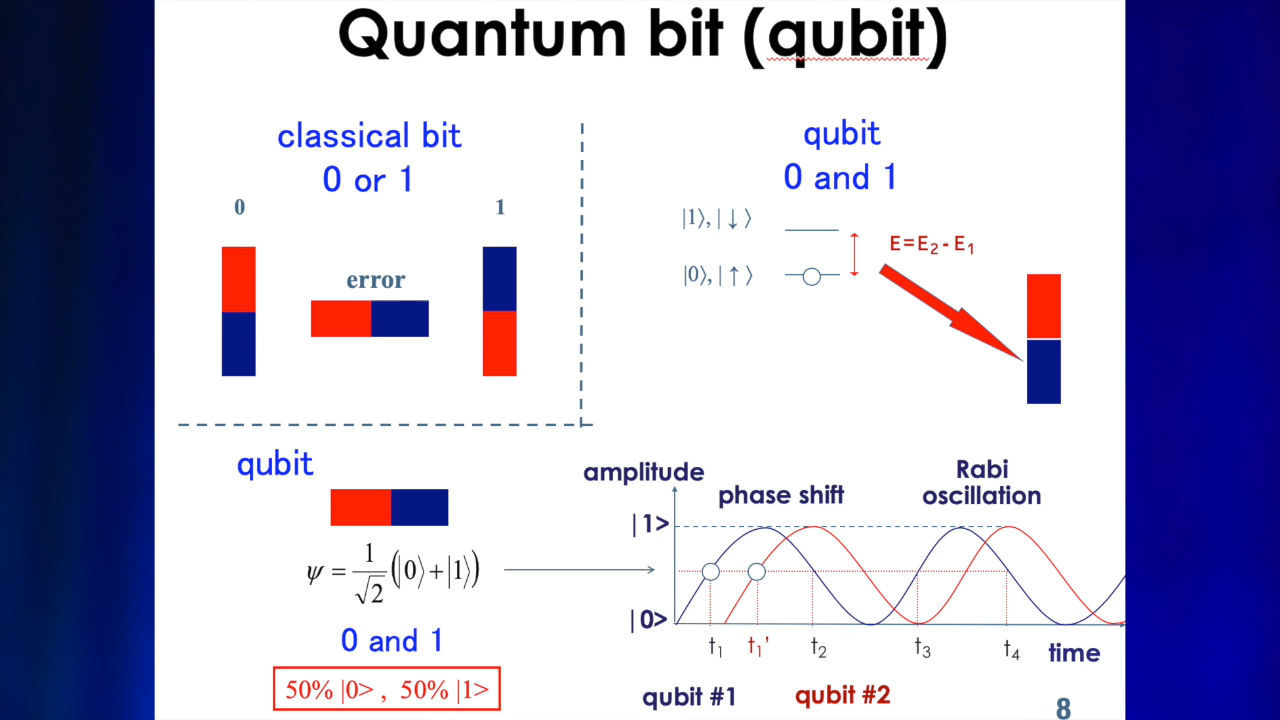 Quantum bit (qubit)
classical bit
0 or 1
0
1
error
qubit
0 and 1
|1⟩, |↓⟩
|0⟩, |↑⟩
E=E₂-E₁
qubit
ψ = 1/√2 (|0⟩+|1⟩)
0 and 1
50% |0>, 50% |1>
amplitude
phase shift
Rabi
oscillation
|1>
|0>
t₁ t₁' t₂ t₃ t₄ time
qubit #1 qubit #2
8